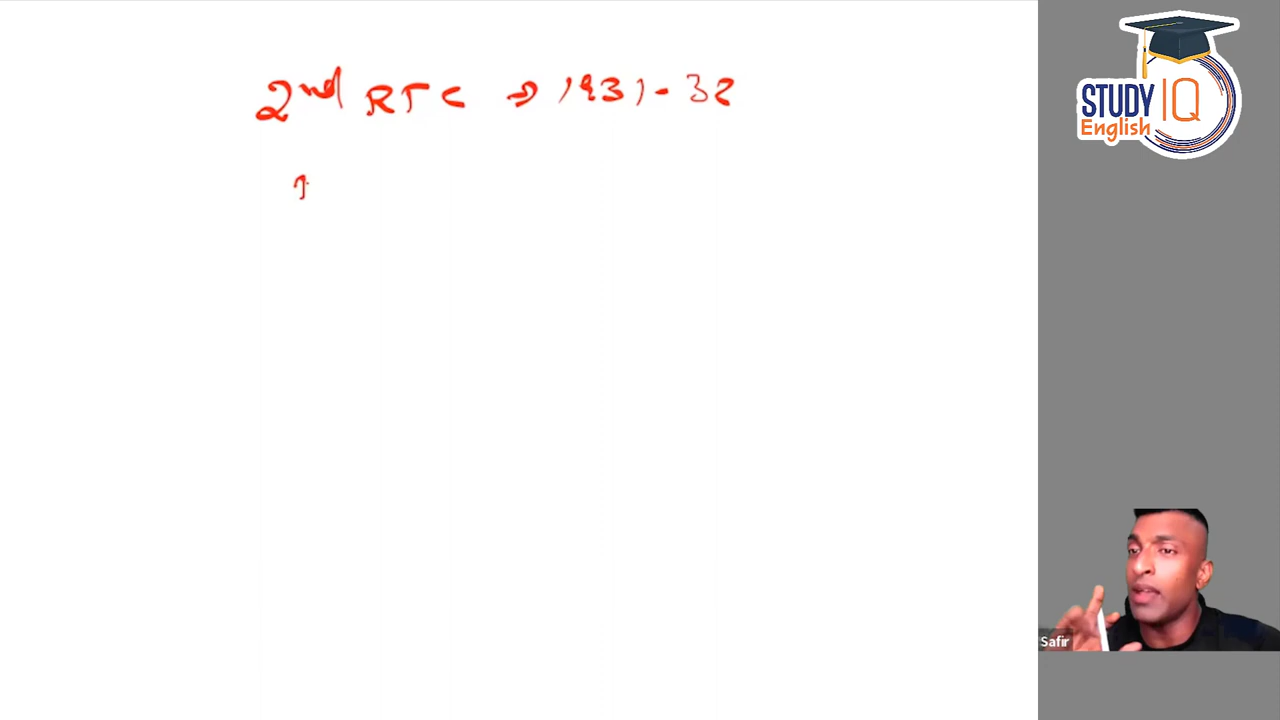 2nd RTC ⇒ 1931-32
STUDY IQ
English
Safir